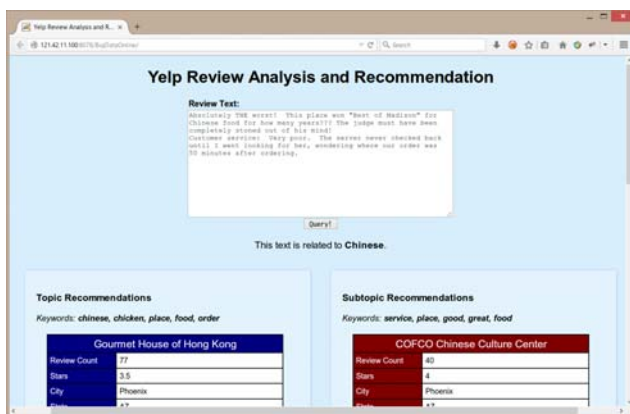 Yelp Review Analysis and R...
121.42.11.100:8078/BigDataOnline/
Search
Yelp Review Analysis and Recommendation
Review Text:
Absolutely THE worst! This place won "Best of Madison" for
Chinese food for how many years??? The judge must have been
completely stoned out of his mind!
Customer service: Very poor. The server never checked back
until I went looking for her, wondering where our order was
50 minutes after ordering.
Query!
This text is related to Chinese.
Topic Recommendations
Keywords: chinese, chicken, place, food, order
Gourmet House of Hong Kong
Review Count 77
Stars 3.5
City Phoenix
Subtopic Recommendations
Keywords: service, place, good, great, food
COFCO Chinese Culture Center
Review Count 40
Stars 4
City Phoenix